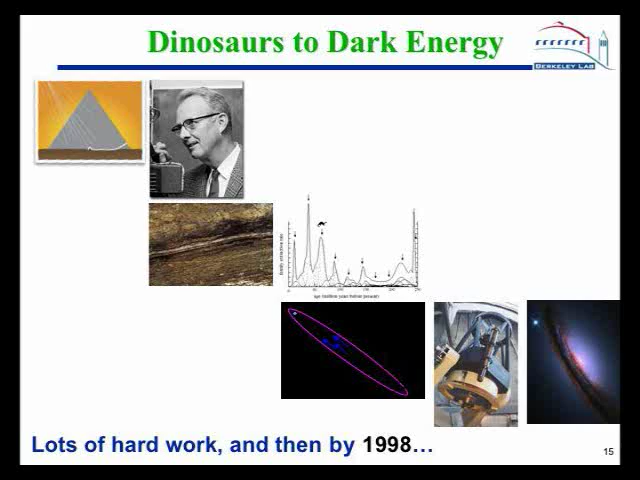 Dinosaurs to Dark Energy
BERKELEY LAB
Lots of hard work, and then by 1998…
15